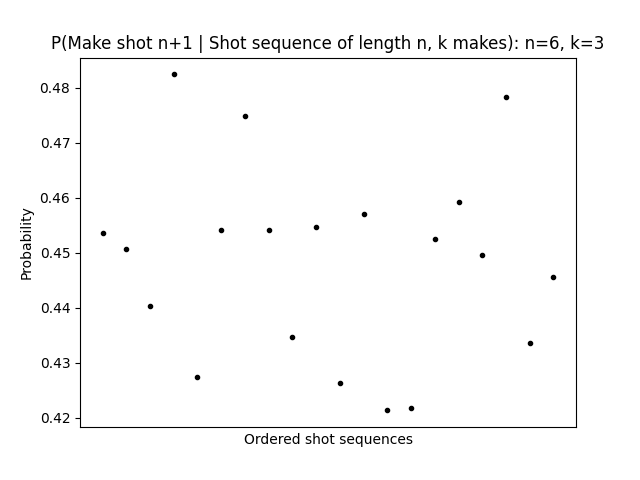 P(Make shot n+1 | Shot sequence of length n, k makes): n=6, k=3
0.48
0.47
0.46
0.45
0.44
0.43
0.42
Probability
Ordered shot sequences